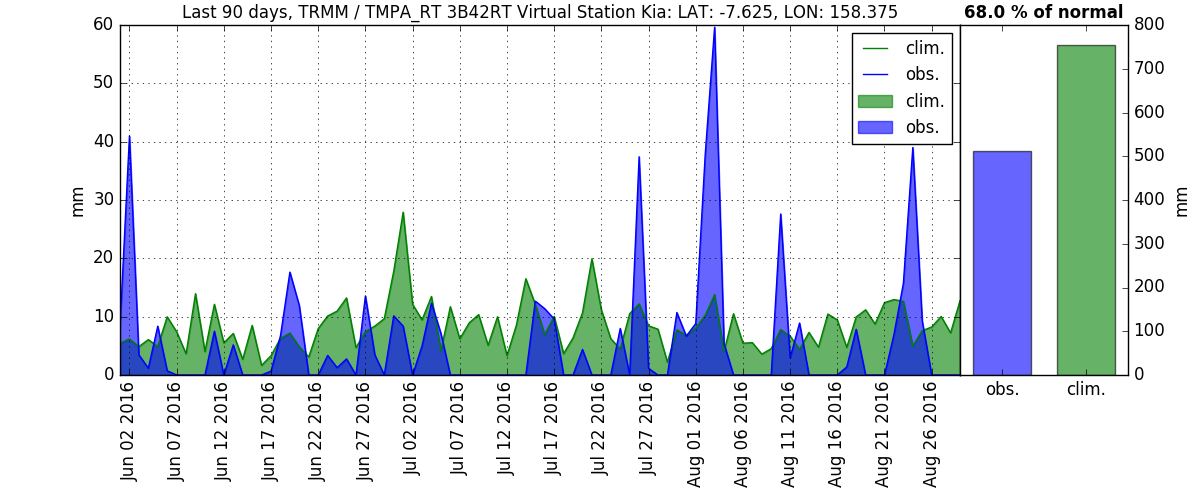 Last 90 days, TRMM / TMPA_RT 3B42RT Virtual Station Kia: LAT: -7.625, LON: 158.375
68.0 % of normal
mm
60
50
40
30
20
10
0
clim.
obs.
clim.
obs.
800
700
600
500
400
300
200
100
0
mm
Jun 02 2016
Jun 07 2016
Jun 12 2016
Jun 17 2016
Jun 22 2016
Jun 27 2016
Jul 02 2016
Jul 07 2016
Jul 12 2016
Jul 17 2016
Jul 22 2016
Jul 27 2016
Aug 01 2016
Aug 06 2016
Aug 11 2016
Aug 16 2016
Aug 21 2016
Aug 26 2016
obs.
clim.